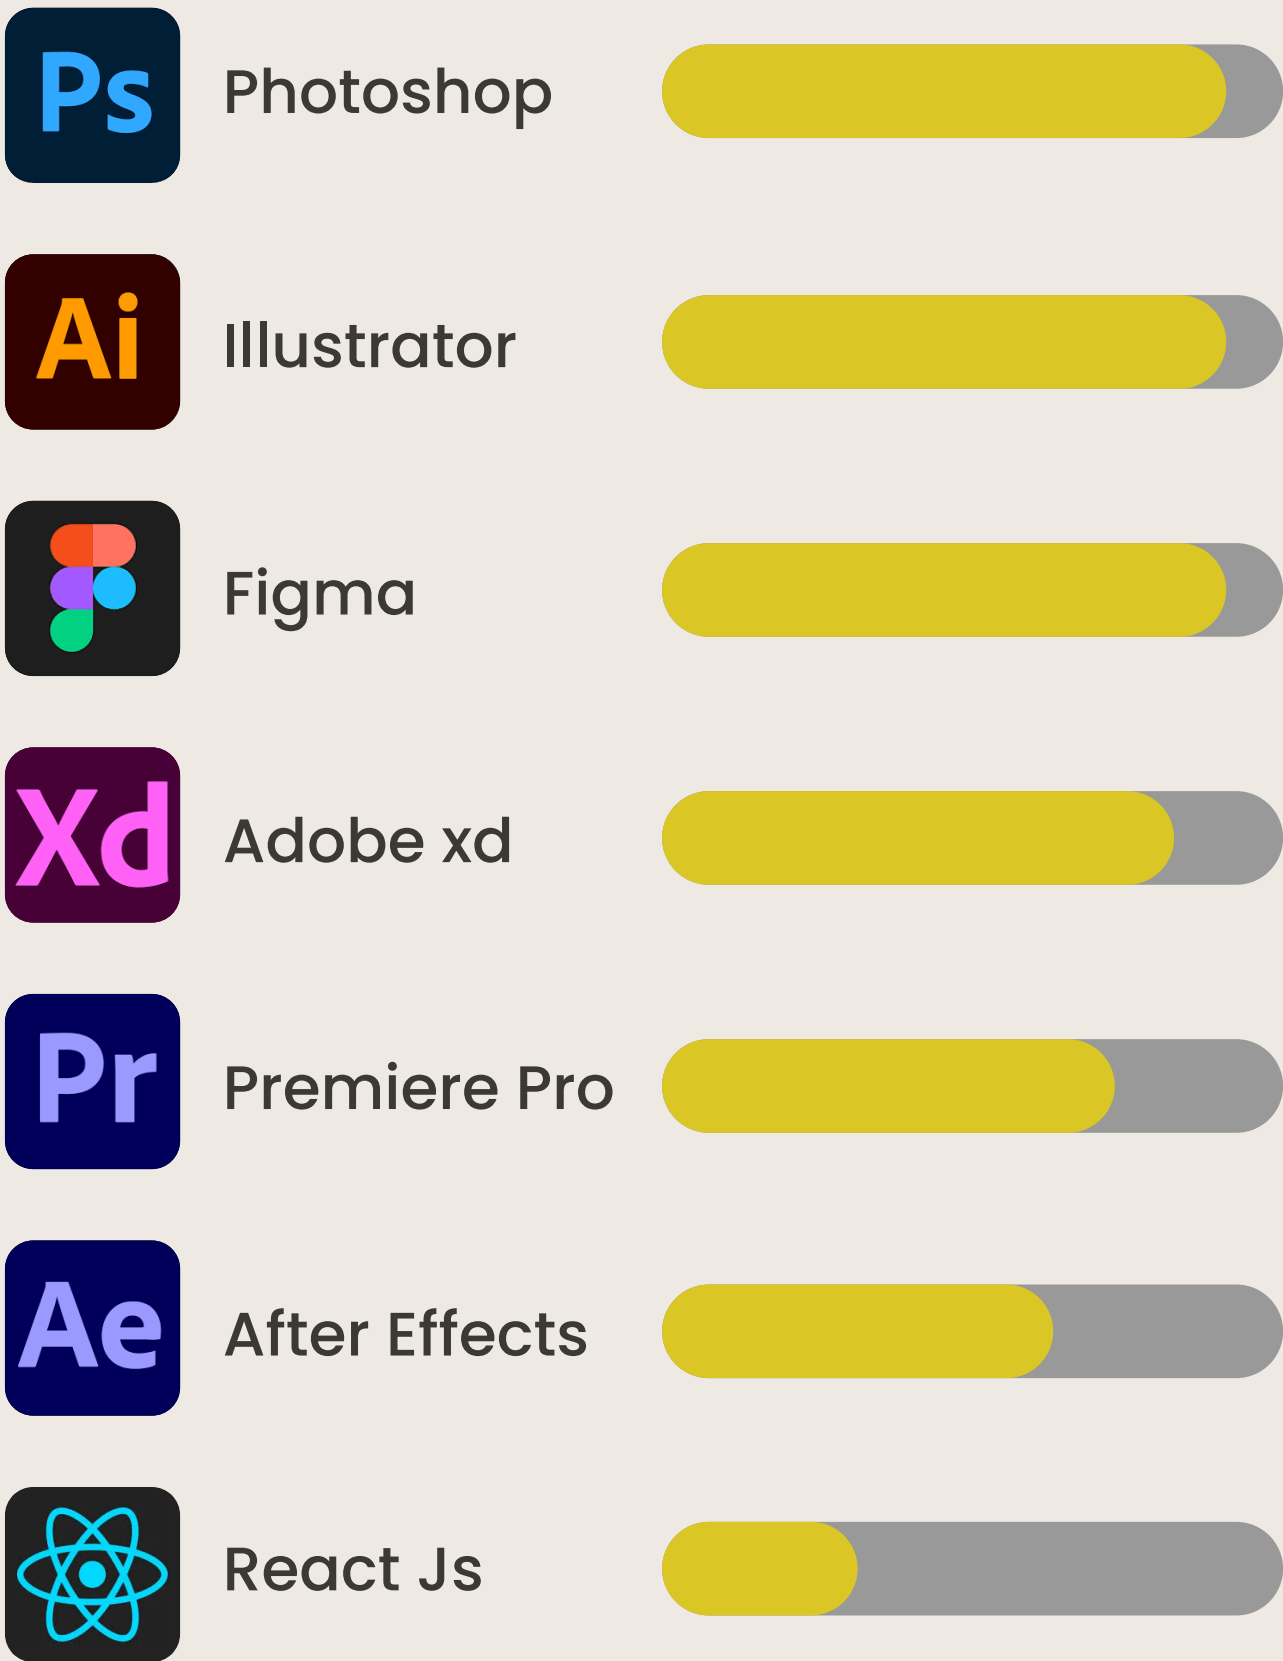 Ps
Photoshop
Ai
Illustrator
Figma
Xd
Adobe xd
Pr
Premiere Pro
Ae
After Effects
React Js